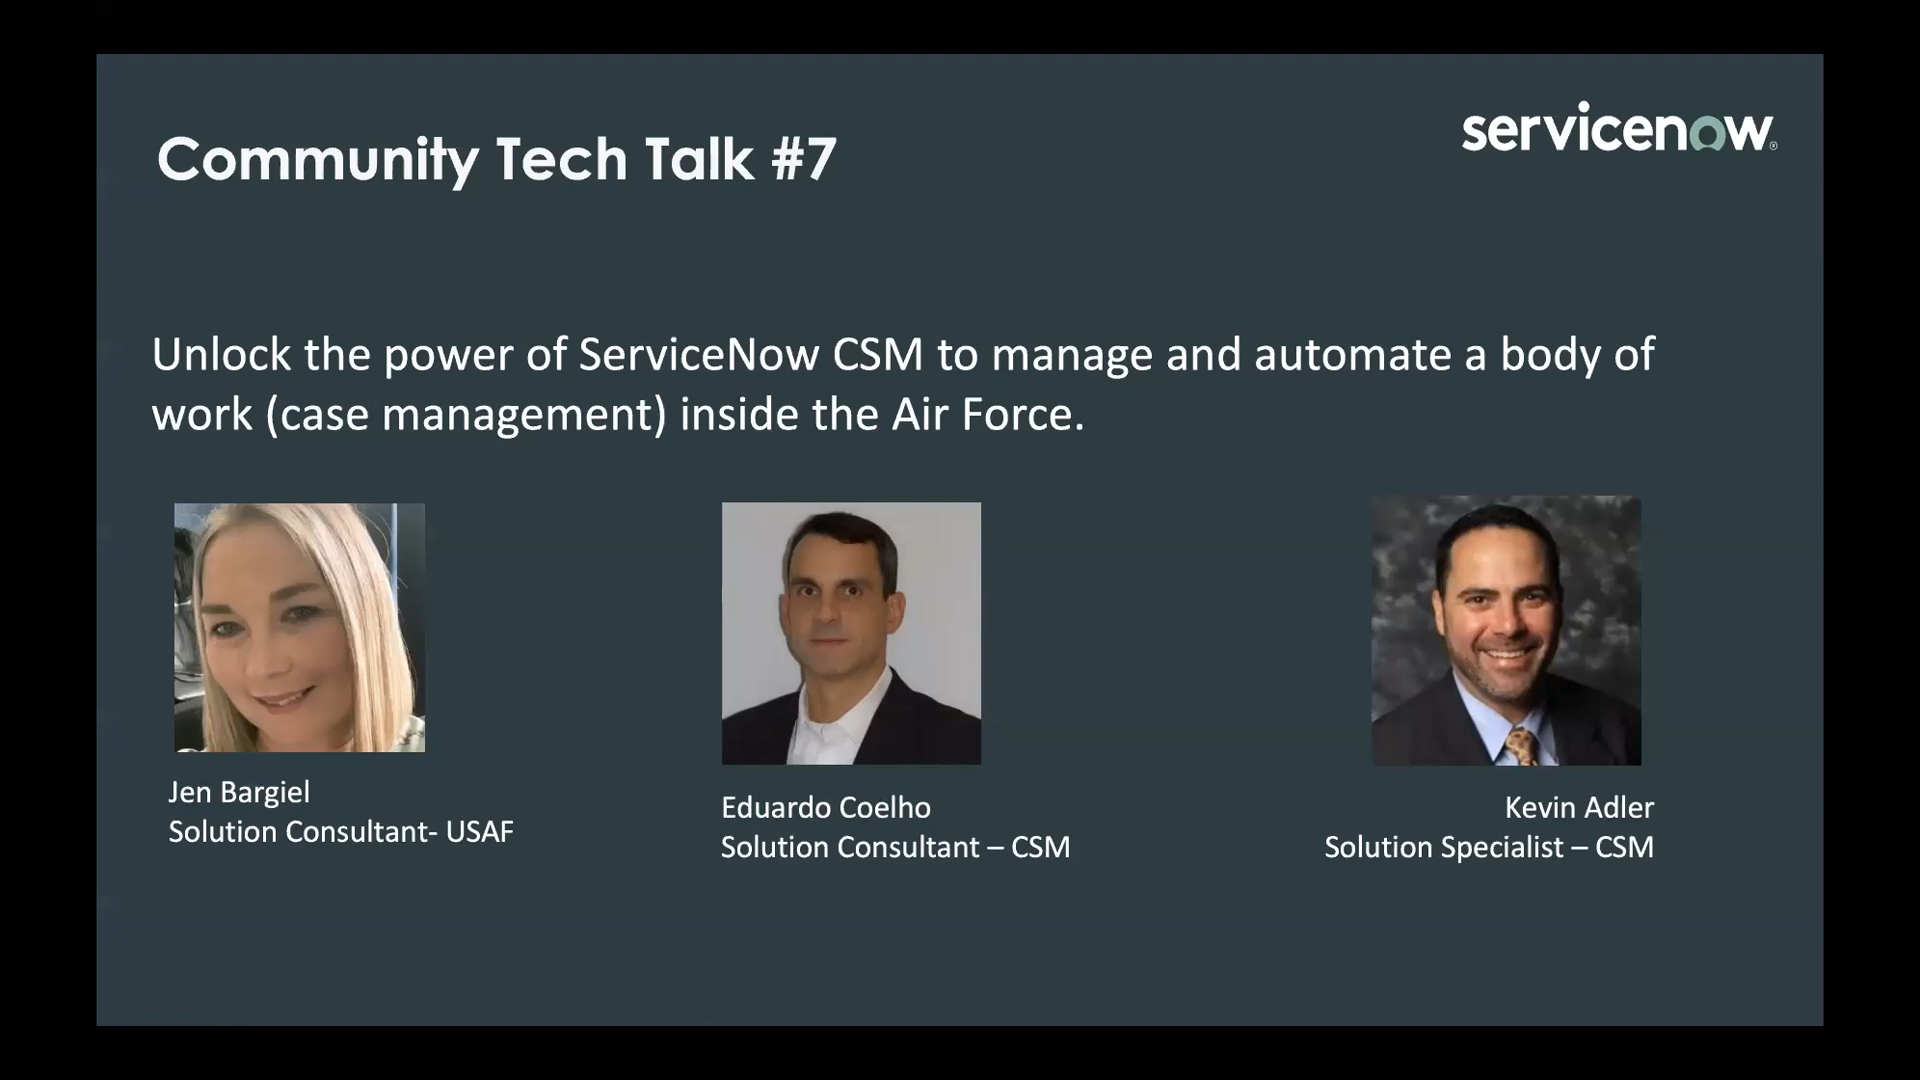 servicenow®
Community Tech Talk #7
Unlock the power of ServiceNow CSM to manage and automate a body of
work (case management) inside the Air Force.
Jen Bargiel
Solution Consultant- USAF
Eduardo Coelho
Solution Consultant – CSM
Kevin Adler
Solution Specialist – CSM